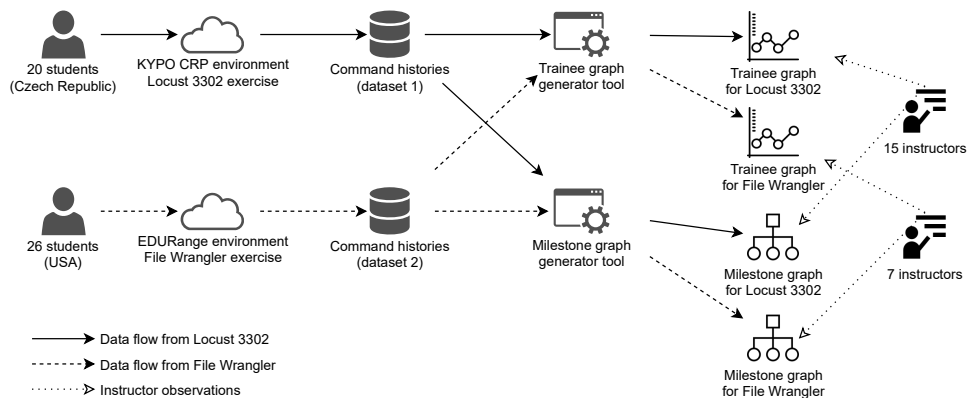 20 students
(Czech Republic)
KYPO CRP environment
Locust 3302 exercise
Command histories
(dataset 1)
Trainee graph
generator tool
Trainee graph
for Locust 3302
15 instructors
Trainee graph
for File Wrangler
26 students
(USA)
EDURange environment
File Wrangler exercise
Command histories
(dataset 2)
Milestone graph
generator tool
Milestone graph
for Locust 3302
7 instructors
Milestone graph
for File Wrangler
Data flow from Locust 3302
Data flow from File Wrangler
Instructor observations